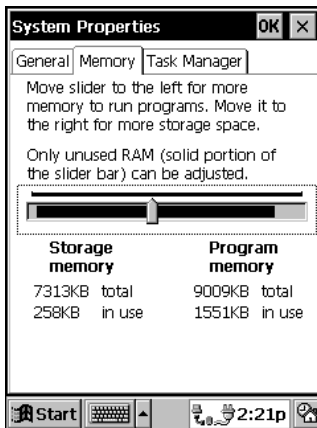 System Properties OK ×
General Memory Task Manager
Move slider to the left for more
memory to run programs. Move it to
the right for more storage space.
Only unused RAM (solid portion of
the slider bar) can be adjusted.
Storage Program
memory memory
7313KB total 9009KB total
258KB in use 1551KB in use
Start 2:21p